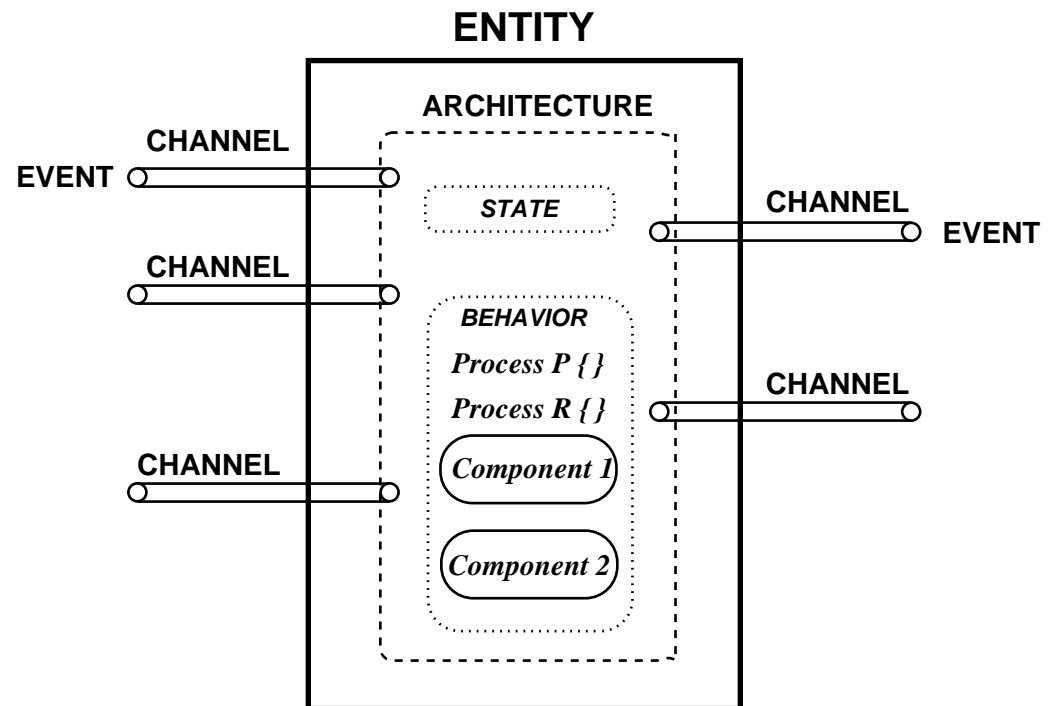 ENTITY
ARCHITECTURE
CHANNEL
EVENT
STATE
CHANNEL
EVENT
CHANNEL
BEHAVIOR
Process P { }
CHANNEL
Process R { }
CHANNEL
Component 1
Component 2